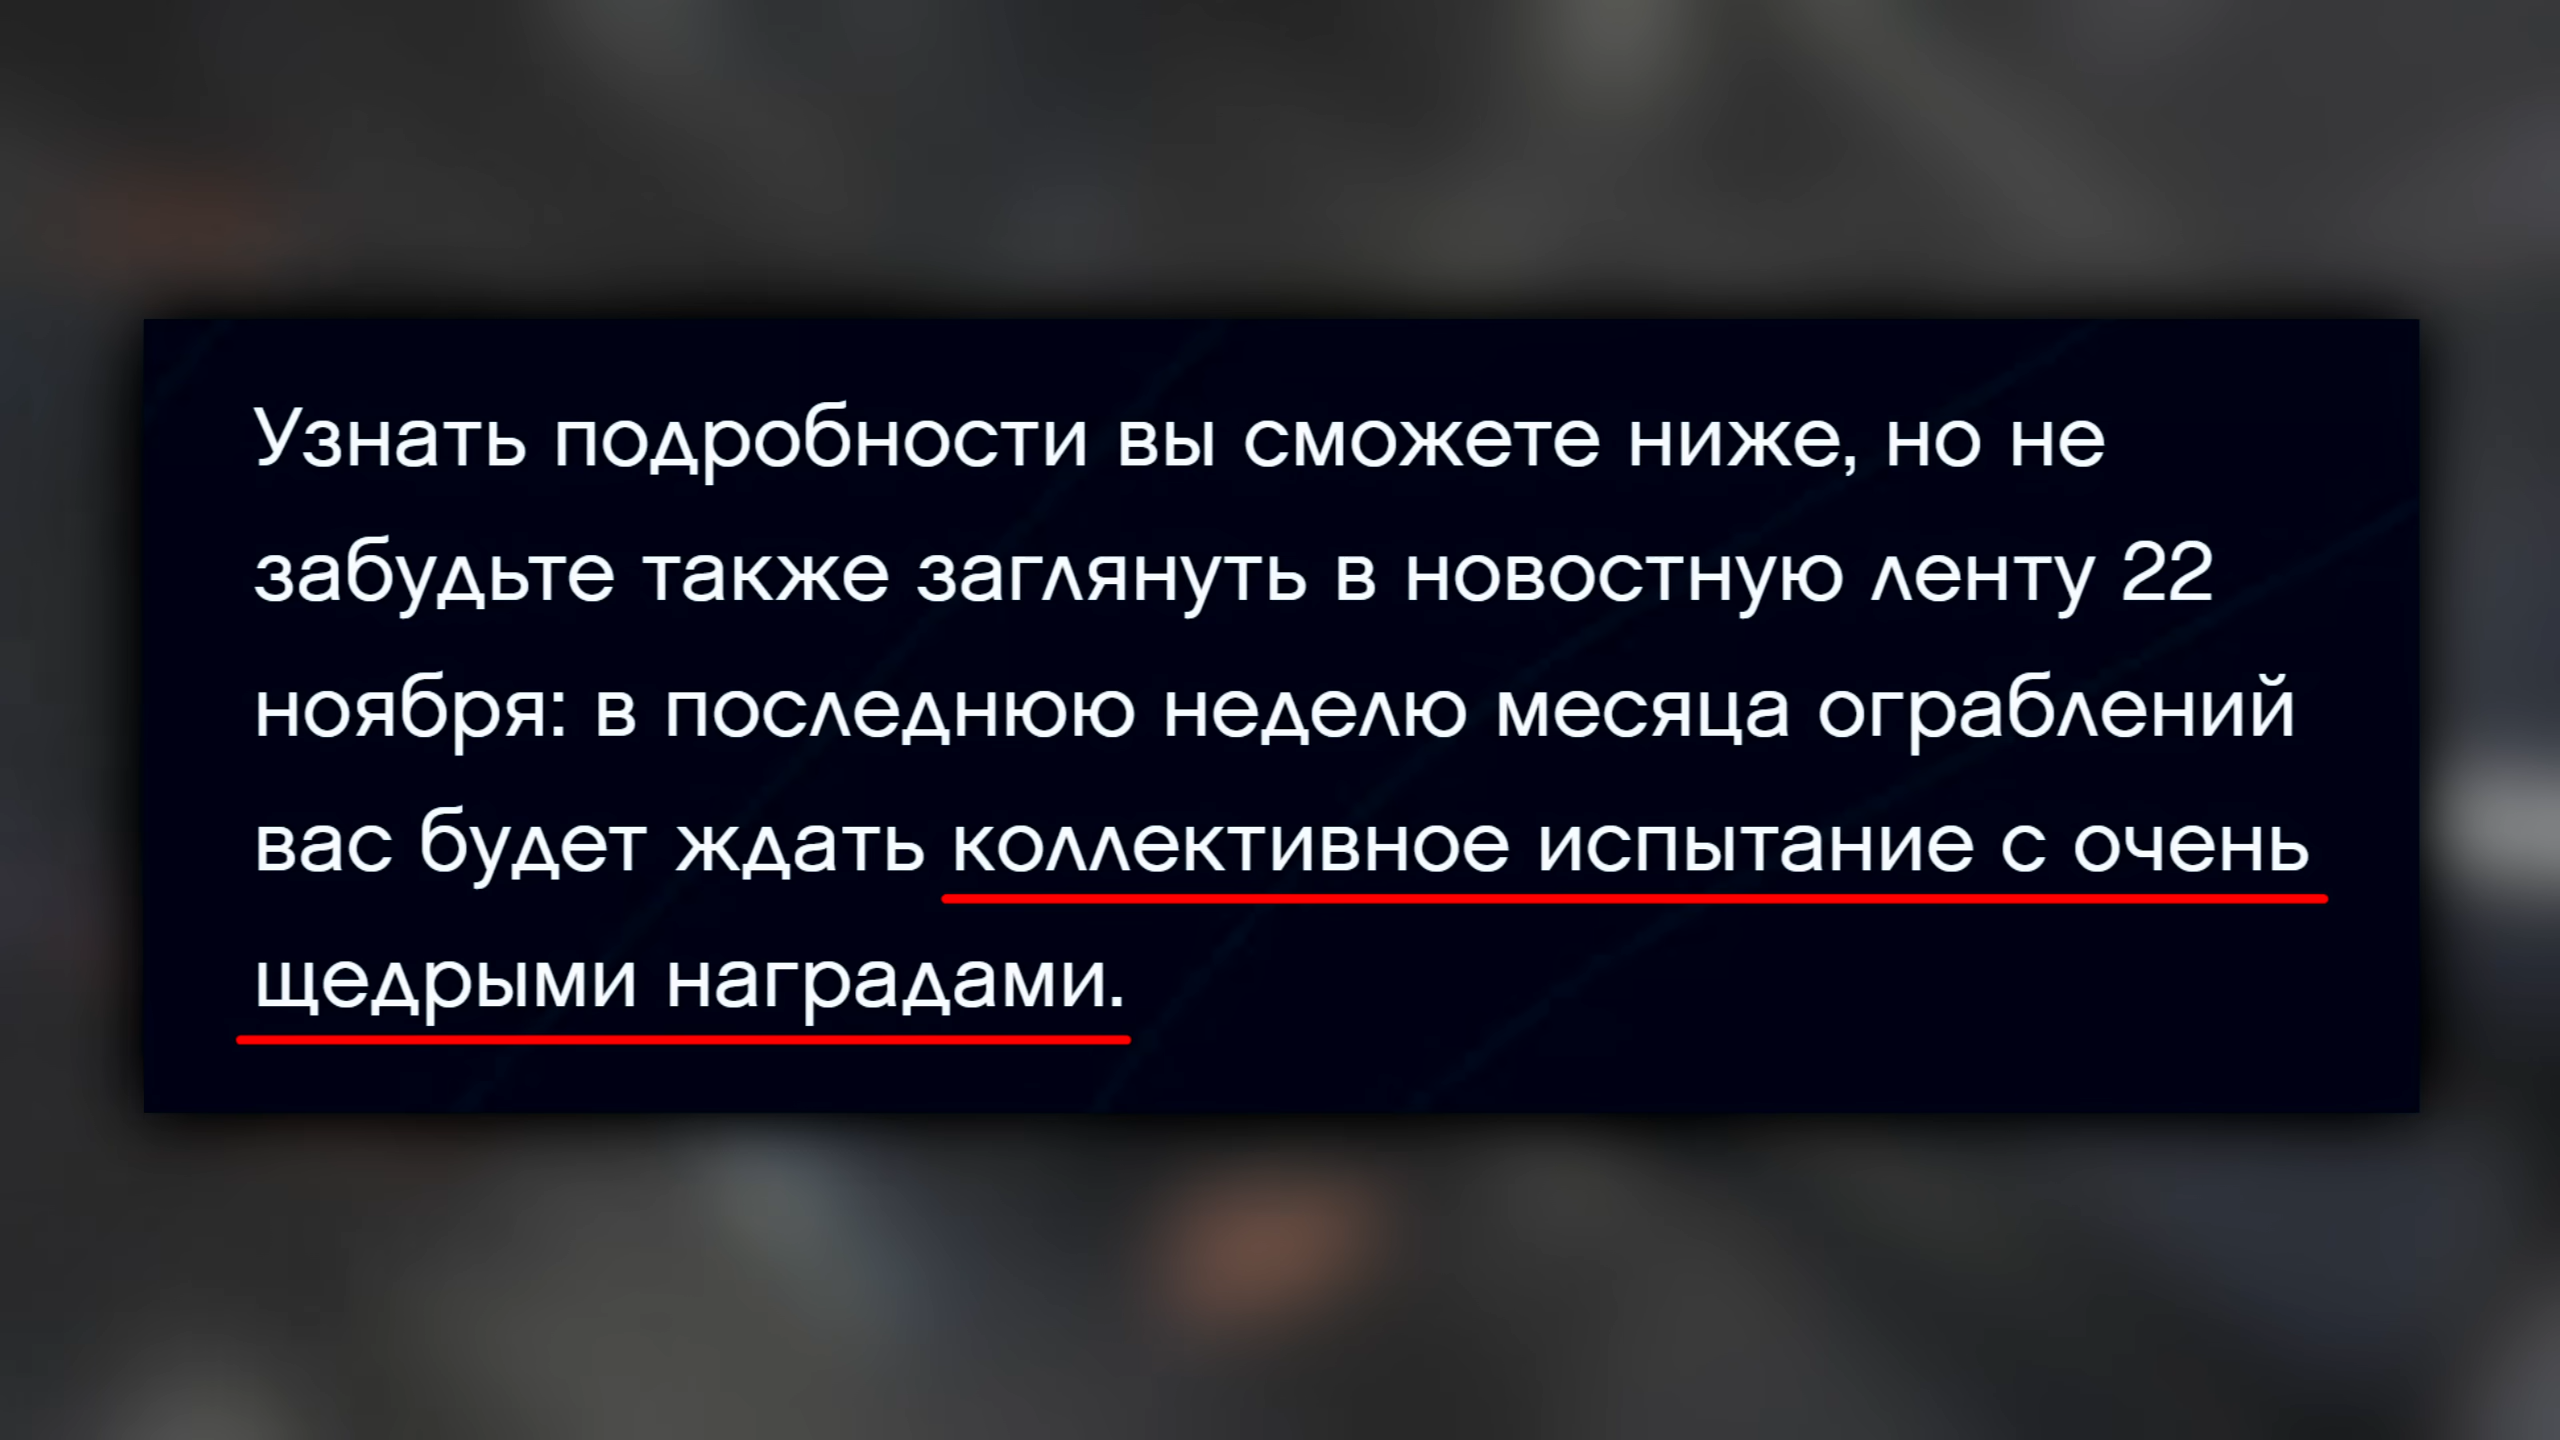 Узнать подробности вы сможете ниже, но не
забудьте также заглянуть в новостную ленту 22
ноября: в последнюю неделю месяца ограблений
вас будет ждать коллективное испытание с очень
щедрыми наградами.